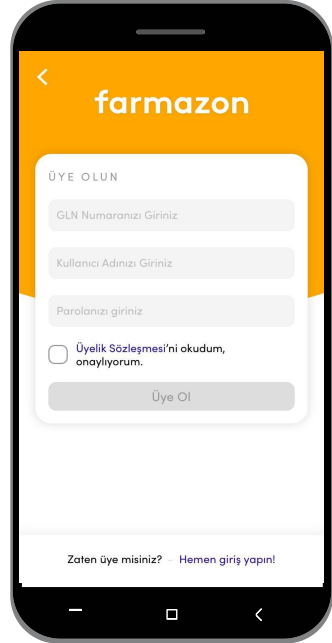 farmazon
ÜYE OLUN
GLN Numaranızı Giriniz
Kullanıcı Adınızı Giriniz
Parolanızı giriniz
Üyelik Sözleşmesi'ni okudum,
onaylıyorum.
Üye Ol
Zaten üye misiniz? - Hemen giriş yapın!